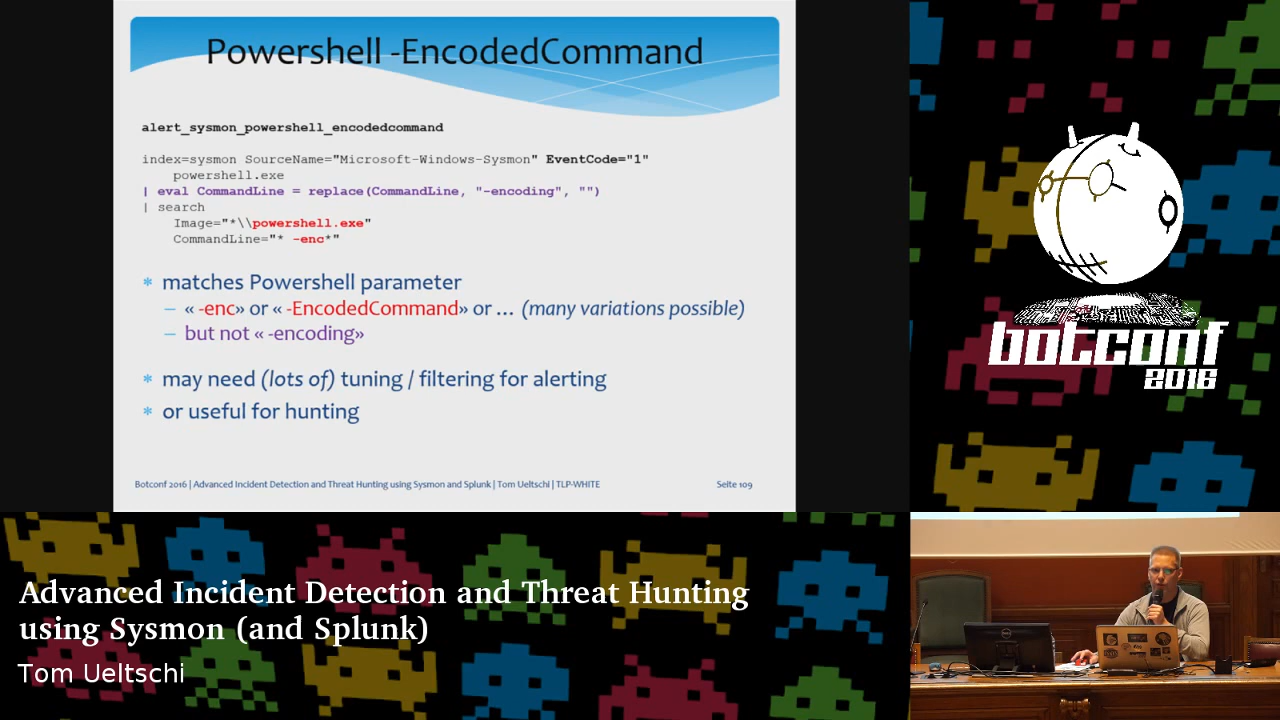 Powershell -EncodedCommand
alert_sysmon_powershell_encodedcommand
index=sysmon SourceName="Microsoft-Windows-Sysmon" EventCode="1"
powershell.exe
| eval CommandLine = replace(CommandLine, "-encoding", "")
| search
Image="*\\powershell.exe"
CommandLine="* -enc*"
* matches Powershell parameter
– « -enc» or « -EncodedCommand» or … (many variations possible)
– but not « -encoding»
* may need (lots of) tuning / filtering for alerting
* or useful for hunting
Botconf 2016 | Advanced Incident Detection and Threat Hunting using Sysmon and Splunk | Tom Ueltschi | TLP-WHITE
Seite 109
botconf
2016
Advanced Incident Detection and Threat Hunting
using Sysmon (and Splunk)
Tom Ueltschi